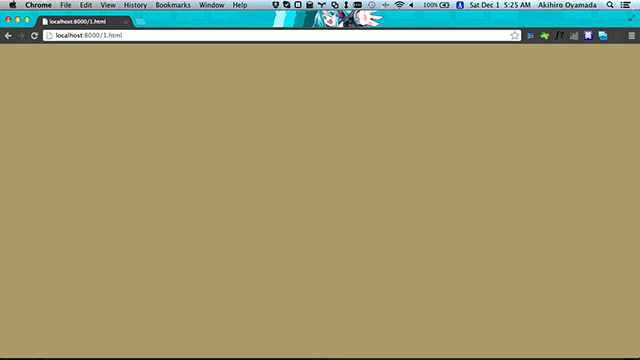 Chrome File Edit View History Bookmarks Window Help 100% A Sat Dec 1 5:25 AM Akihiro Oyamada
localhost:8000/1.html
localhost:8000/1.html B! f?